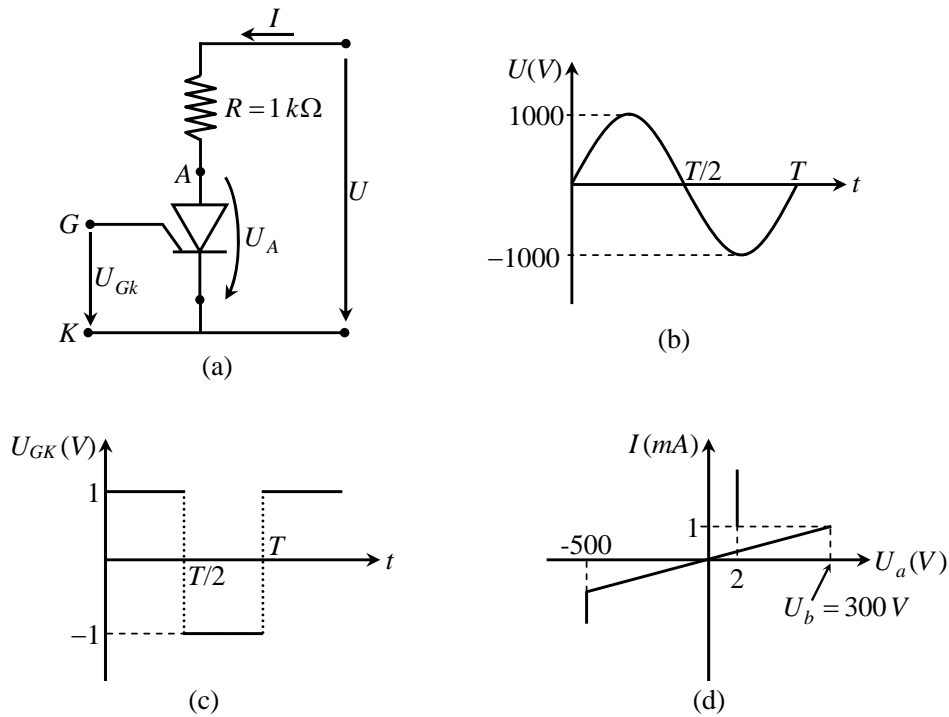 I
R = 1 kΩ
A
G
U
U_A
U_Gk
K
(a)
U(V)
1000
T/2
T
t
−1000
(b)
U_GK (V)
1
T
t
T/2
−1
(c)
I (mA)
1
-500
2
U_a (V)
U_b = 300 V
(d)